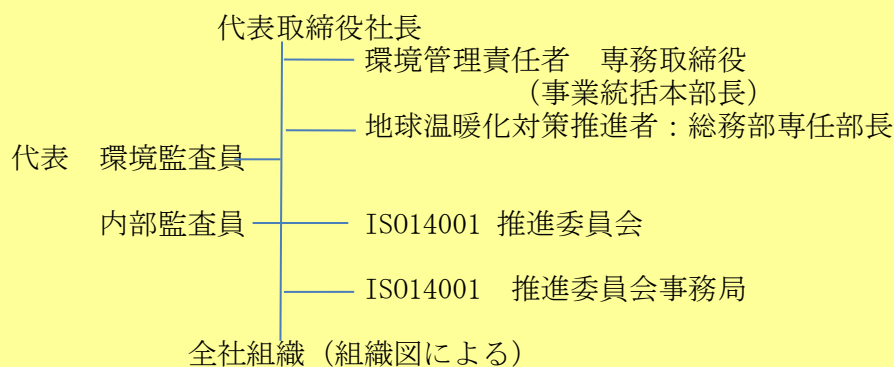 代表取締役社長
環境管理責任者　専務取締役
（事業統括本部長）
地球温暖化対策推進者：総務部専任部長
代表　環境監査員
内部監査員
ISO14001 推進委員会
ISO14001　推進委員会事務局
全社組織（組織図による）